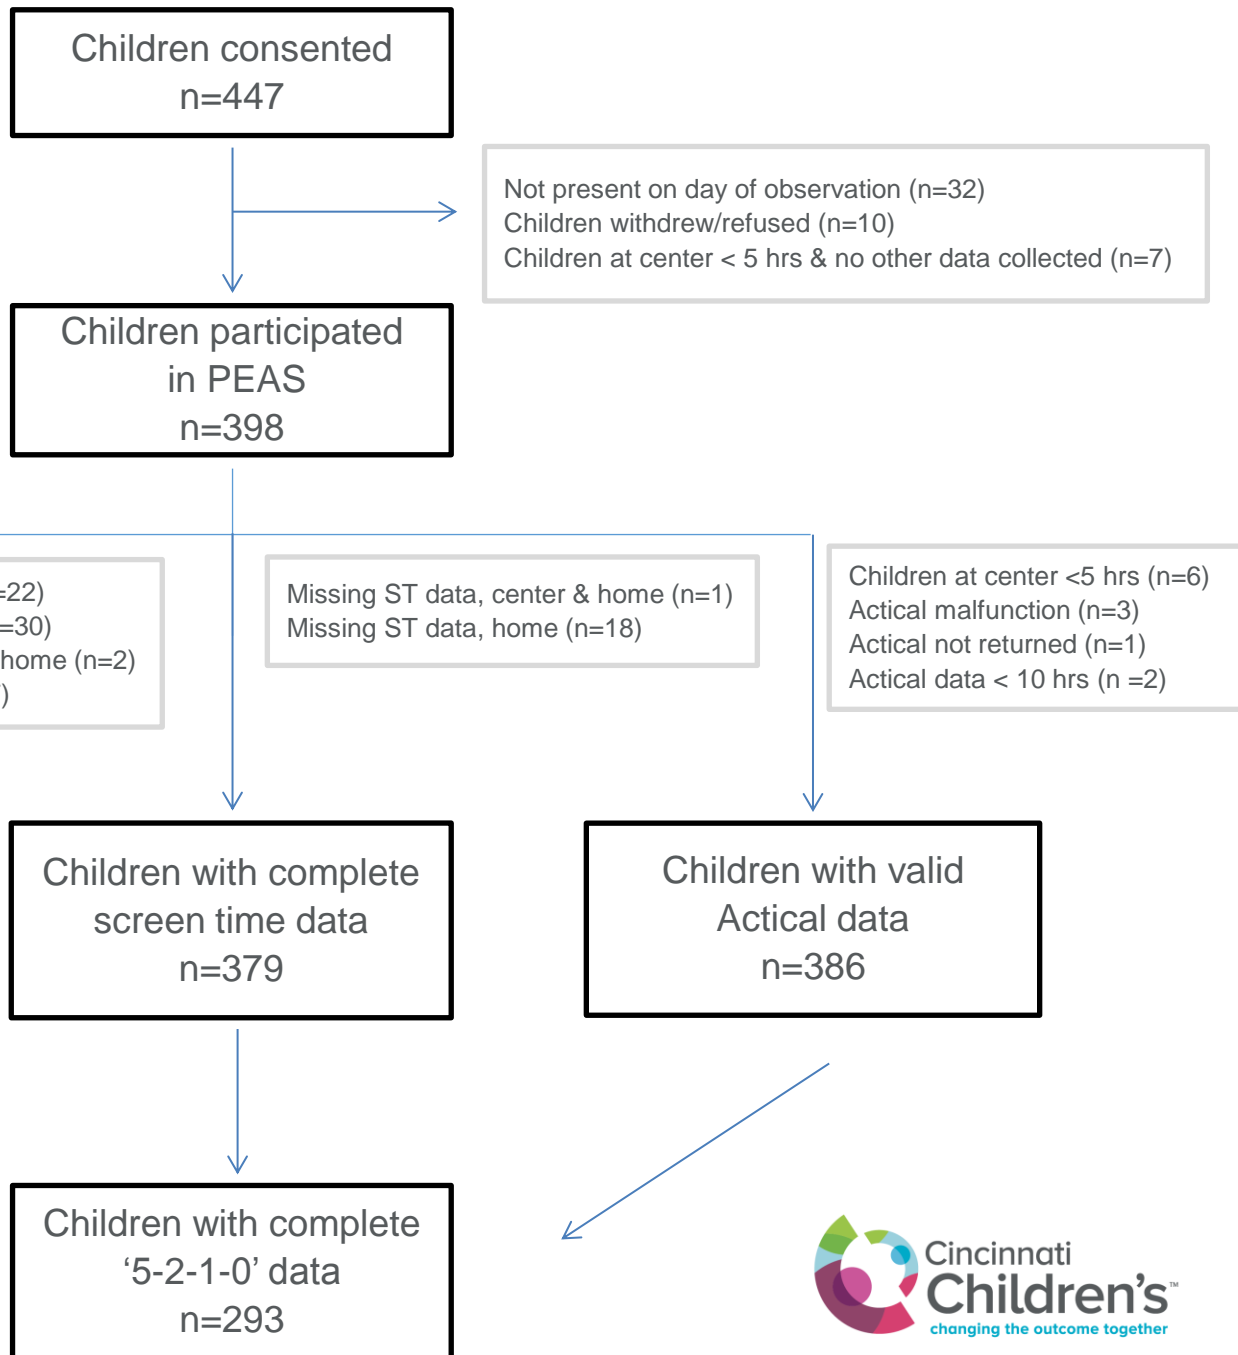 Children consented
n=447
Not present on day of observation (n=32)
Children withdrew/refused (n=10)
Children at center < 5 hrs & no other data collected (n=7)
Children participated
in PEAS
n=398
=22)
=30)
home (n=2)
)
Missing ST data, center & home (n=1)
Missing ST data, home (n=18)
Children at center <5 hrs (n=6)
Actical malfunction (n=3)
Actical not returned (n=1)
Actical data < 10 hrs (n =2)
Children with complete
screen time data
n=379
Children with valid
Actical data
n=386
Children with complete
‘5-2-1-0’ data
n=293
Cincinnati
Children's™
changing the outcome together